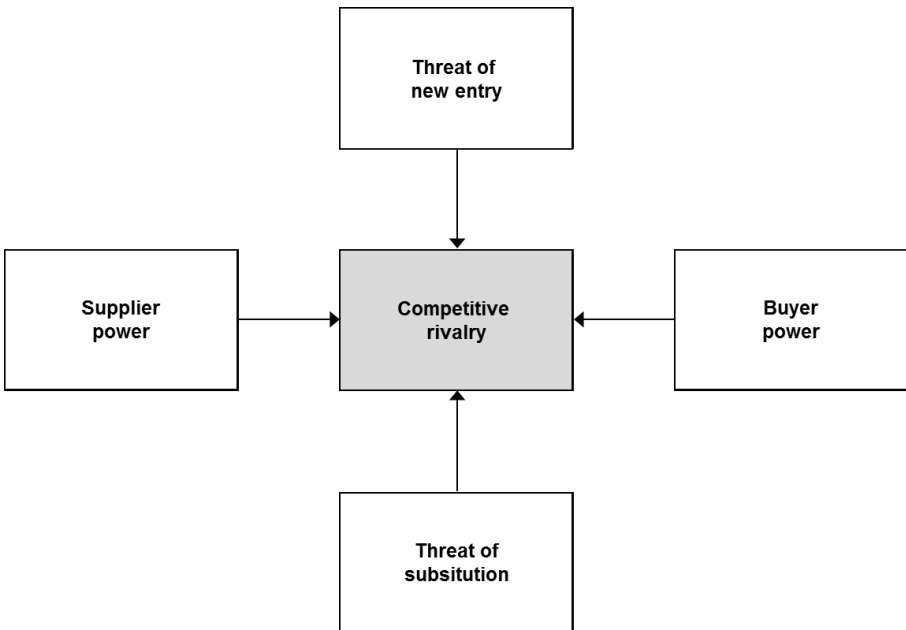 Threat of
new entry
Supplier
power
Competitive
rivalry
Buyer
power
Threat of
subsitution